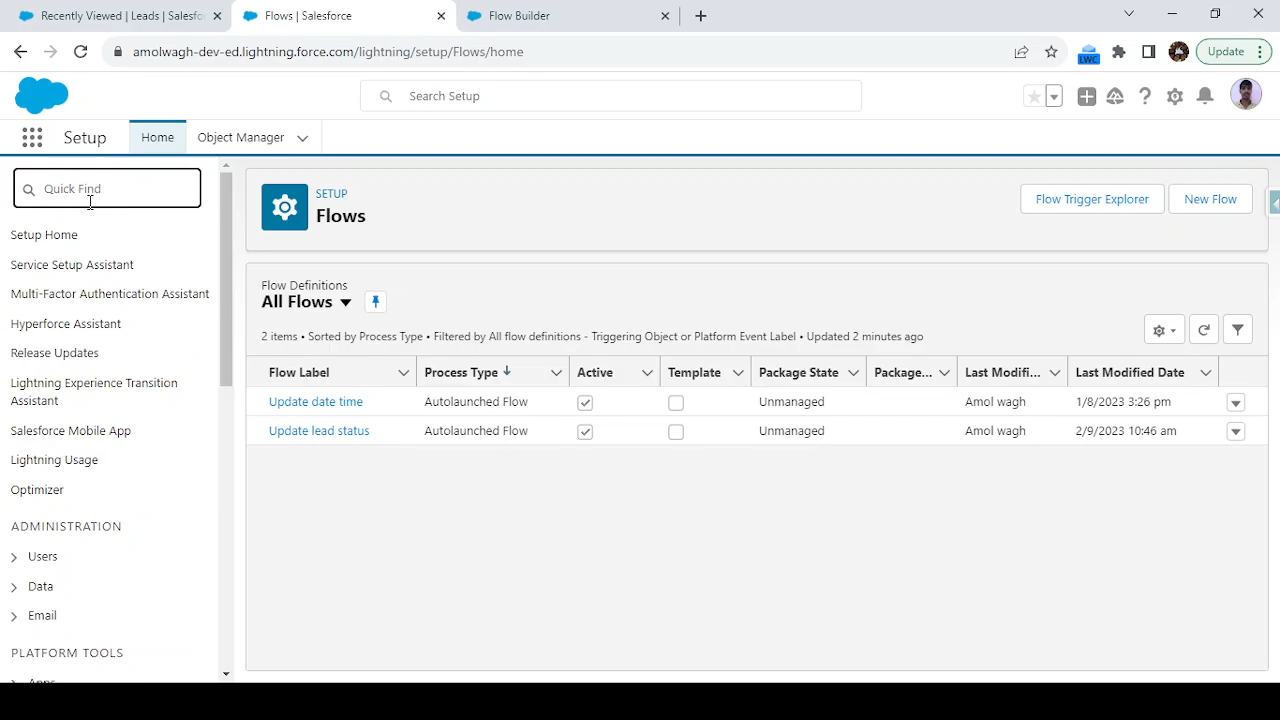 Recently Viewed | Leads | Salesfo
Flows | Salesforce
Flow Builder
amolwagh-dev-ed.lightning.force.com/lightning/setup/Flows/home
LWC
Update
Search Setup
Setup
Home
Object Manager
Quick Find
Setup Home
Service Setup Assistant
Multi-Factor Authentication Assistant
Hyperforce Assistant
Release Updates
Lightning Experience Transition
Assistant
Salesforce Mobile App
Lightning Usage
Optimizer
ADMINISTRATION
Users
Data
Email
PLATFORM TOOLS
Apps
SETUP
Flows
Flow Trigger Explorer
New Flow
Flow Definitions
All Flows
2 items • Sorted by Process Type • Filtered by All flow definitions - Triggering Object or Platform Event Label • Updated 2 minutes ago
Flow Label Process Type Active Template Package State Package... Last Modifi... Last Modified Date
Update date time Autolaunched Flow Unmanaged Amol wagh 1/8/2023 3:26 pm
Update lead status Autolaunched Flow Unmanaged Amol wagh 2/9/2023 10:46 am